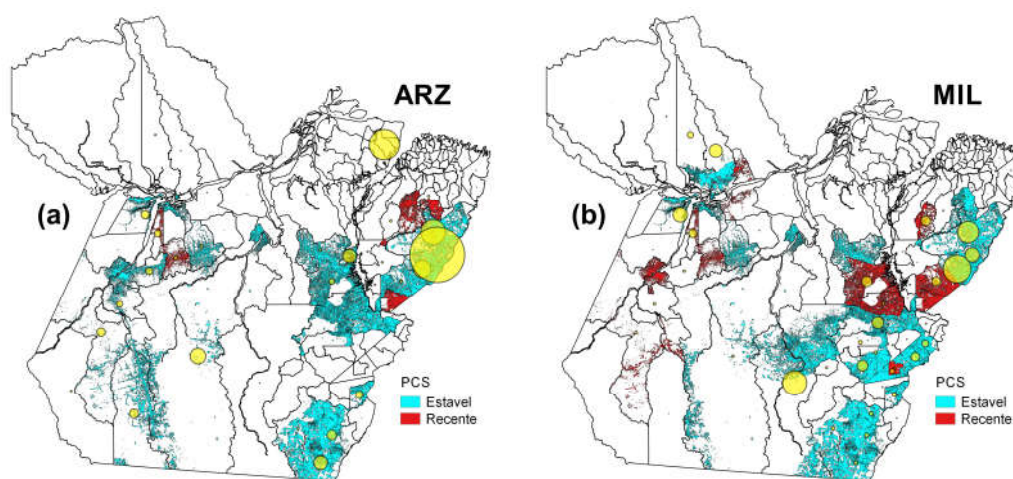 ARZ
(a)
PCS
Estavel
Recente
MIL
(b)
PCS
Estavel
Recente